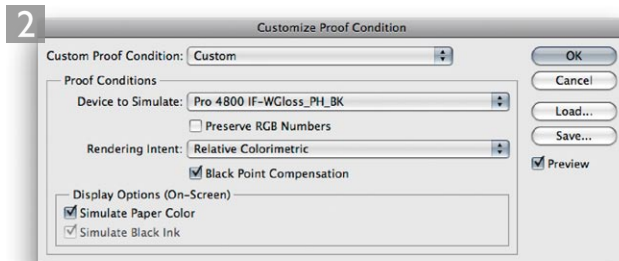 2
Customize Proof Condition
Custom Proof Condition: Custom
OK
Proof Conditions
Cancel
Device to Simulate: Pro 4800 IF-WGloss_PH_BK
Load...
Preserve RGB Numbers
Save...
Rendering Intent: Relative Colorimetric
Preview
Black Point Compensation
Display Options (On-Screen)
Simulate Paper Color
Simulate Black Ink